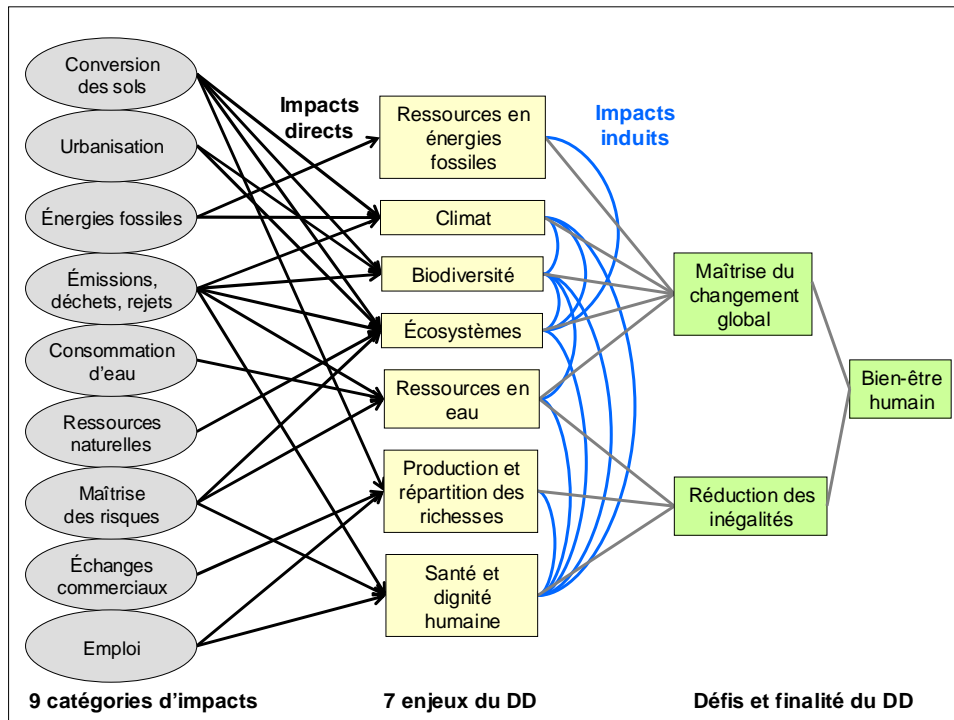 Conversion
des sols
Urbanisation
Énergies fossiles
Émissions,
déchets, rejets
Consommation
d'eau
Ressources
naturelles
Maîtrise
des risques
Échanges
commerciaux
Emploi
9 catégories d'impacts
Impacts
directs
Ressources en
énergies
fossiles
Climat
Biodiversité
Écosystèmes
Ressources en
eau
Production et
répartition des
richesses
Santé et
dignité
humaine
7 enjeux du DD
Impacts
induits
Maîtrise du
changement
global
Réduction des
inégalités
Bien-être
humain
Défis et finalité du DD